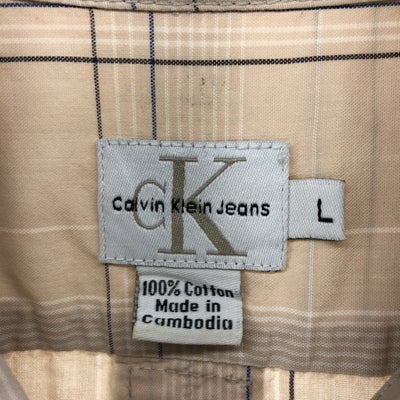 CK
Calvin Klein Jeans
L
100% Cotton
Made in
Cambodia